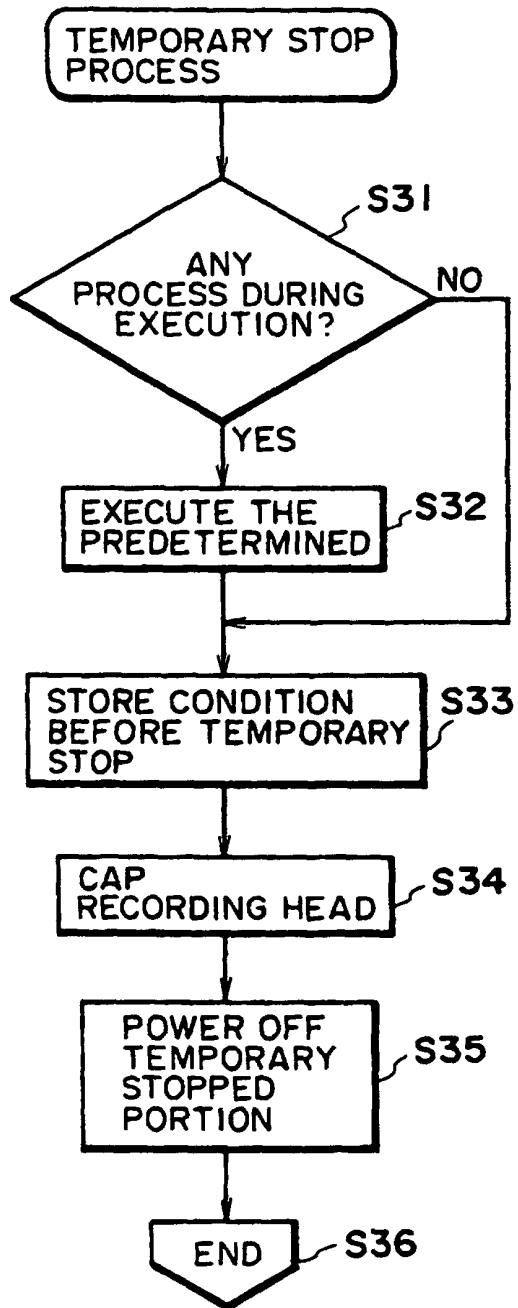 TEMPORARY STOP
PROCESS
S31
ANY
PROCESS DURING
EXECUTION?
NO
YES
EXECUTE THE
PREDETERMINED
S32
STORE CONDITION
BEFORE TEMPORARY
STOP
S33
CAP
RECORDING HEAD
S34
POWER OFF
TEMPORARY
STOPPED
PORTION
S35
END
S36